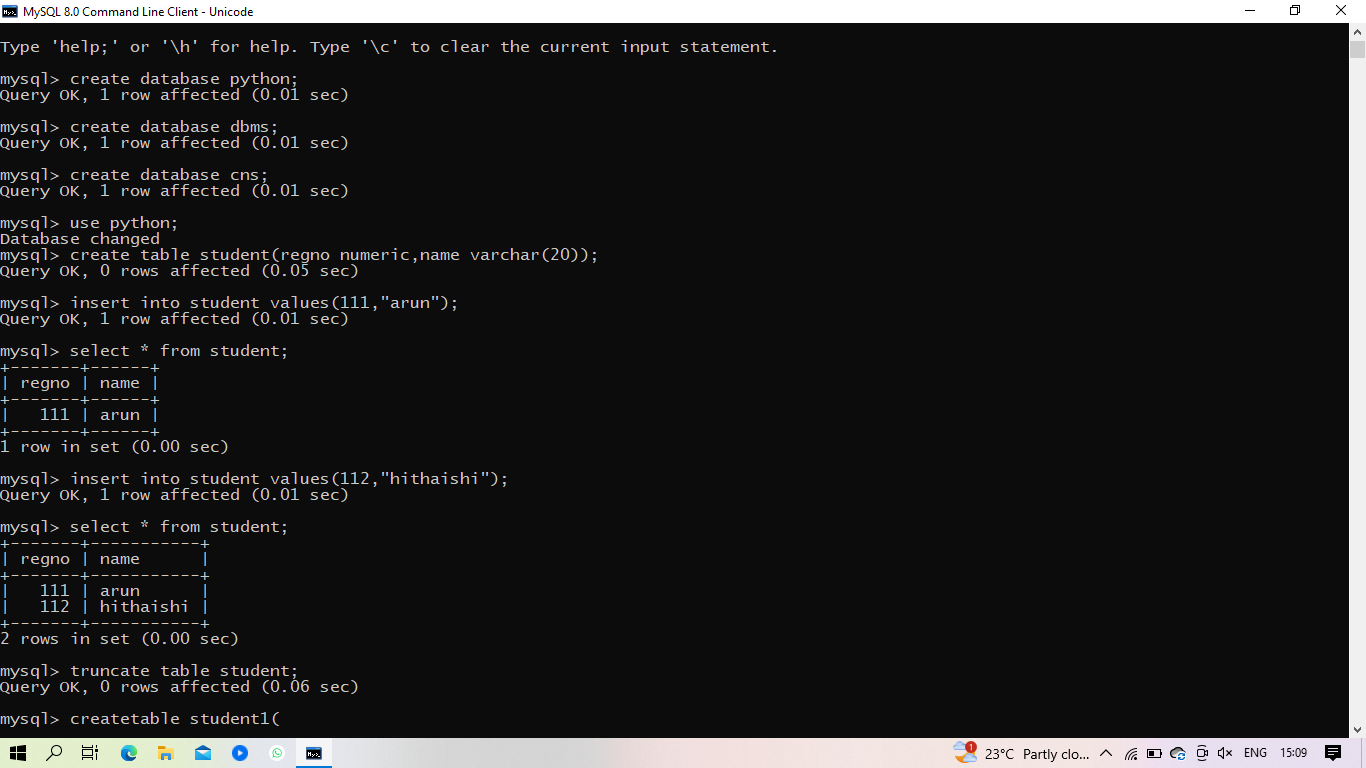 MySQL 8.0 Command Line Client - Unicode
Type 'help;' or '\h' for help. Type '\c' to clear the current input statement.
mysql> create database python;
Query OK, 1 row affected (0.01 sec)
mysql> create database dbms;
Query OK, 1 row affected (0.01 sec)
mysql> create database cns;
Query OK, 1 row affected (0.01 sec)
mysql> use python;
Database changed
mysql> create table student(regno numeric,name varchar(20));
Query OK, 0 rows affected (0.05 sec)
mysql> insert into student values(111,"arun");
Query OK, 1 row affected (0.01 sec)
mysql> select * from student;
+-------+------+
| regno | name |
+-------+------+
|   111 | arun |
+-------+------+
1 row in set (0.00 sec)
mysql> insert into student values(112,"hithaishi");
Query OK, 1 row affected (0.01 sec)
mysql> select * from student;
+-------+-----------+
| regno | name      |
+-------+-----------+
|   111 | arun      |
|   112 | hithaishi |
+-------+-----------+
2 rows in set (0.00 sec)
mysql> truncate table student;
Query OK, 0 rows affected (0.06 sec)
mysql> createtable student1(
1 23°C Partly clo... ENG 15:09